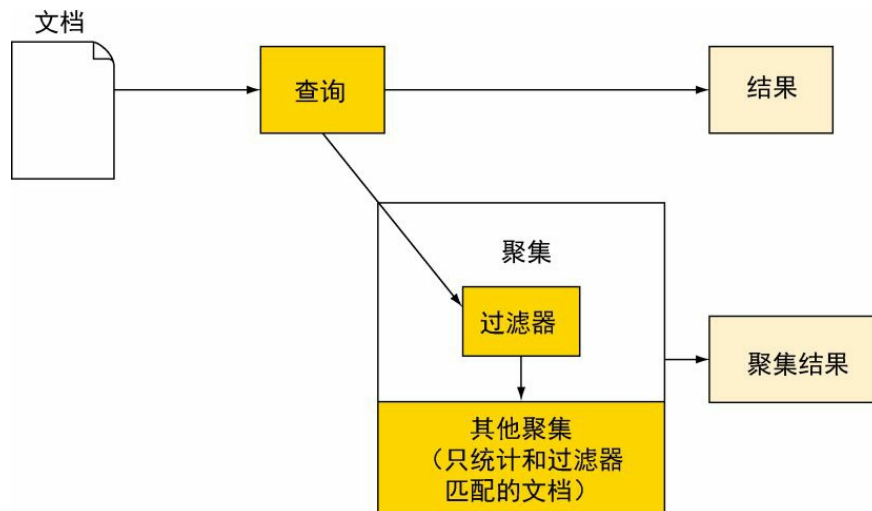 文档
查询
结果
聚集
过滤器
聚集结果
其他聚集
（只统计和过滤器
匹配的文档）